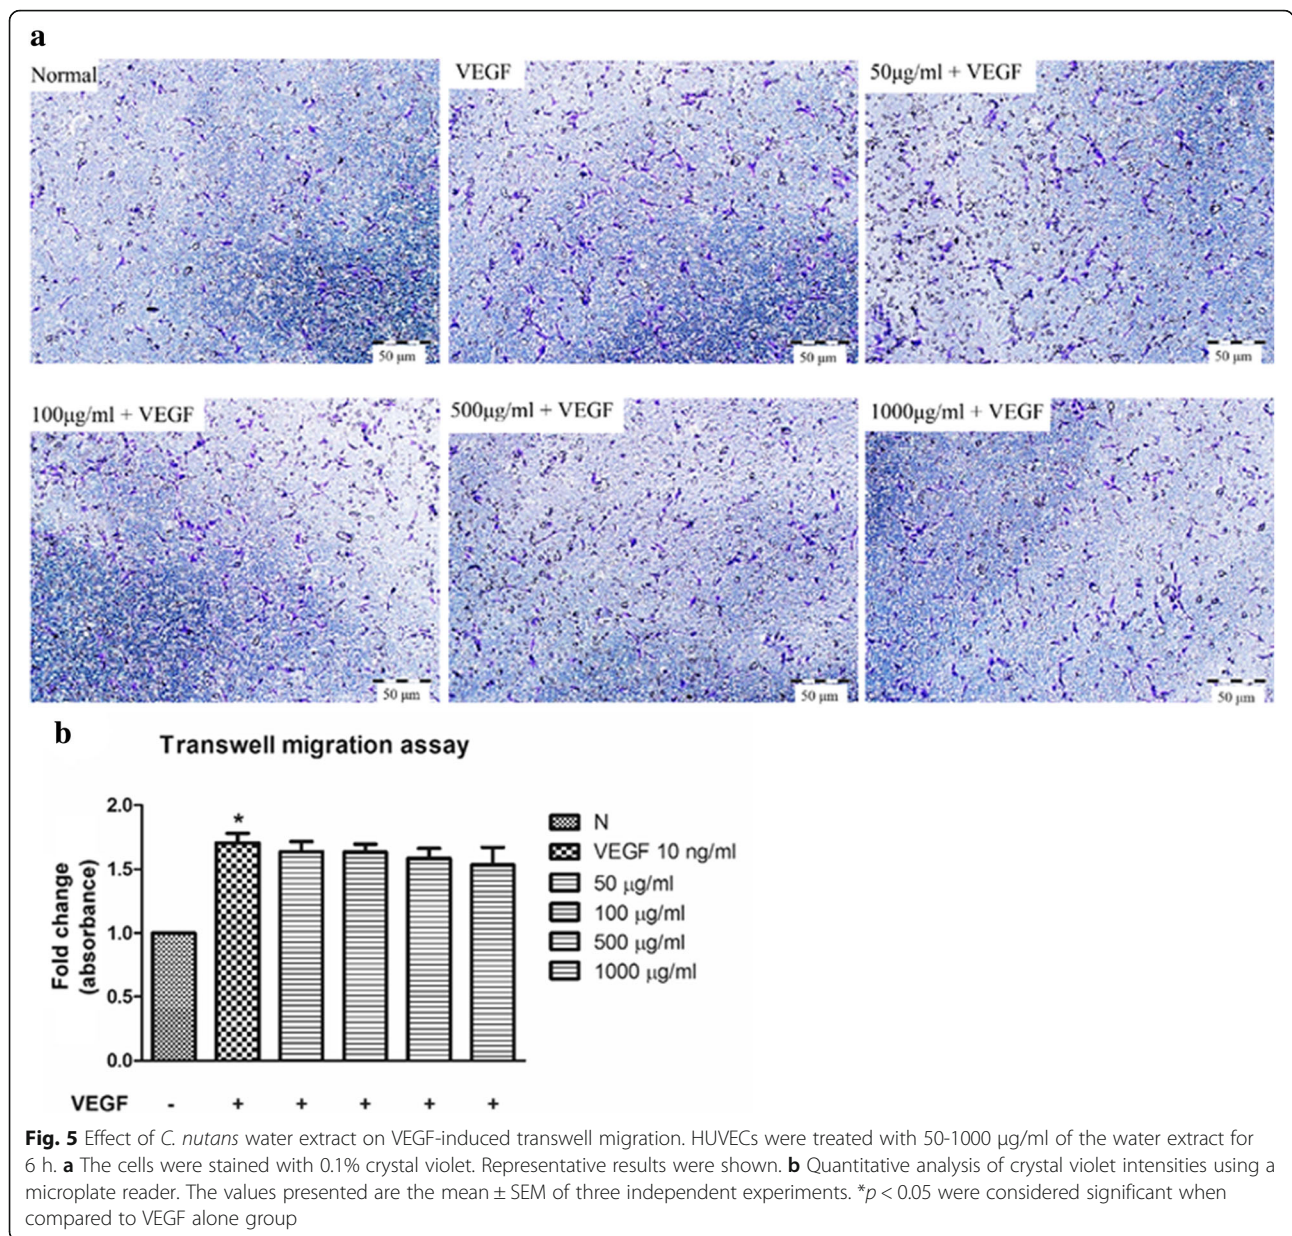 a
Normal
VEGF
50μg/ml + VEGF
50 μm
50 μm
50 μm
100μg/ml + VEGF
500μg/ml + VEGF
1000μg/ml + VEGF
50 μm
50 μm
50 μm
b
Transwell migration assay
Fold change
(absorbance)
2.0
1.5
1.0
0.5
0.0
*
N
VEGF 10 ng/ml
50 μg/ml
100 μg/ml
500 μg/ml
1000 μg/ml
VEGF - + + + + +
Fig. 5 Effect of C. nutans water extract on VEGF-induced transwell migration. HUVECs were treated with 50-1000 μg/ml of the water extract for
6 h. a The cells were stained with 0.1% crystal violet. Representative results were shown. b Quantitative analysis of crystal violet intensities using a
microplate reader. The values presented are the mean ± SEM of three independent experiments. *p < 0.05 were considered significant when
compared to VEGF alone group